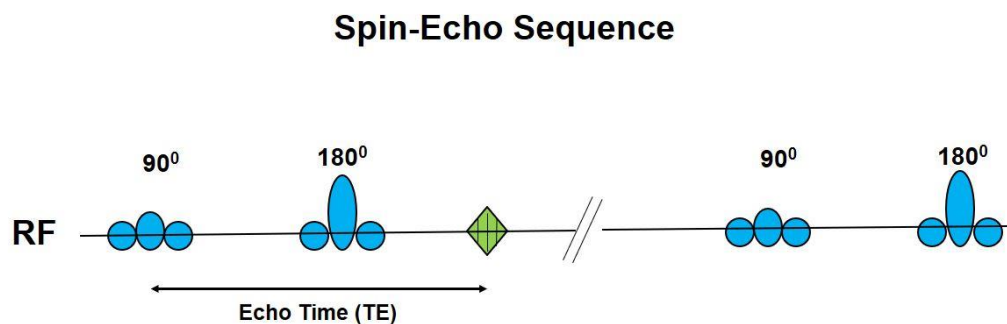 Spin-Echo Sequence
90⁰ 180⁰ 90⁰ 180⁰
RF
Echo Time (TE)